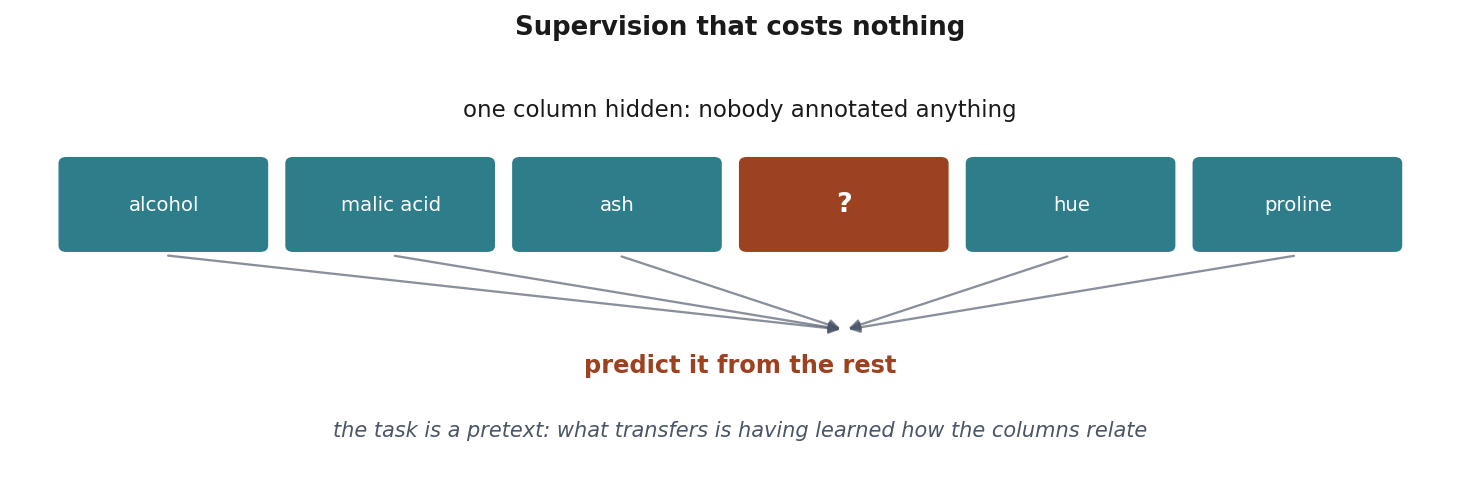 Supervision that costs nothing
one column hidden: nobody annotated anything
alcohol
malic acid
ash
?
hue
proline
predict it from the rest
the task is a pretext: what transfers is having learned how the columns relate